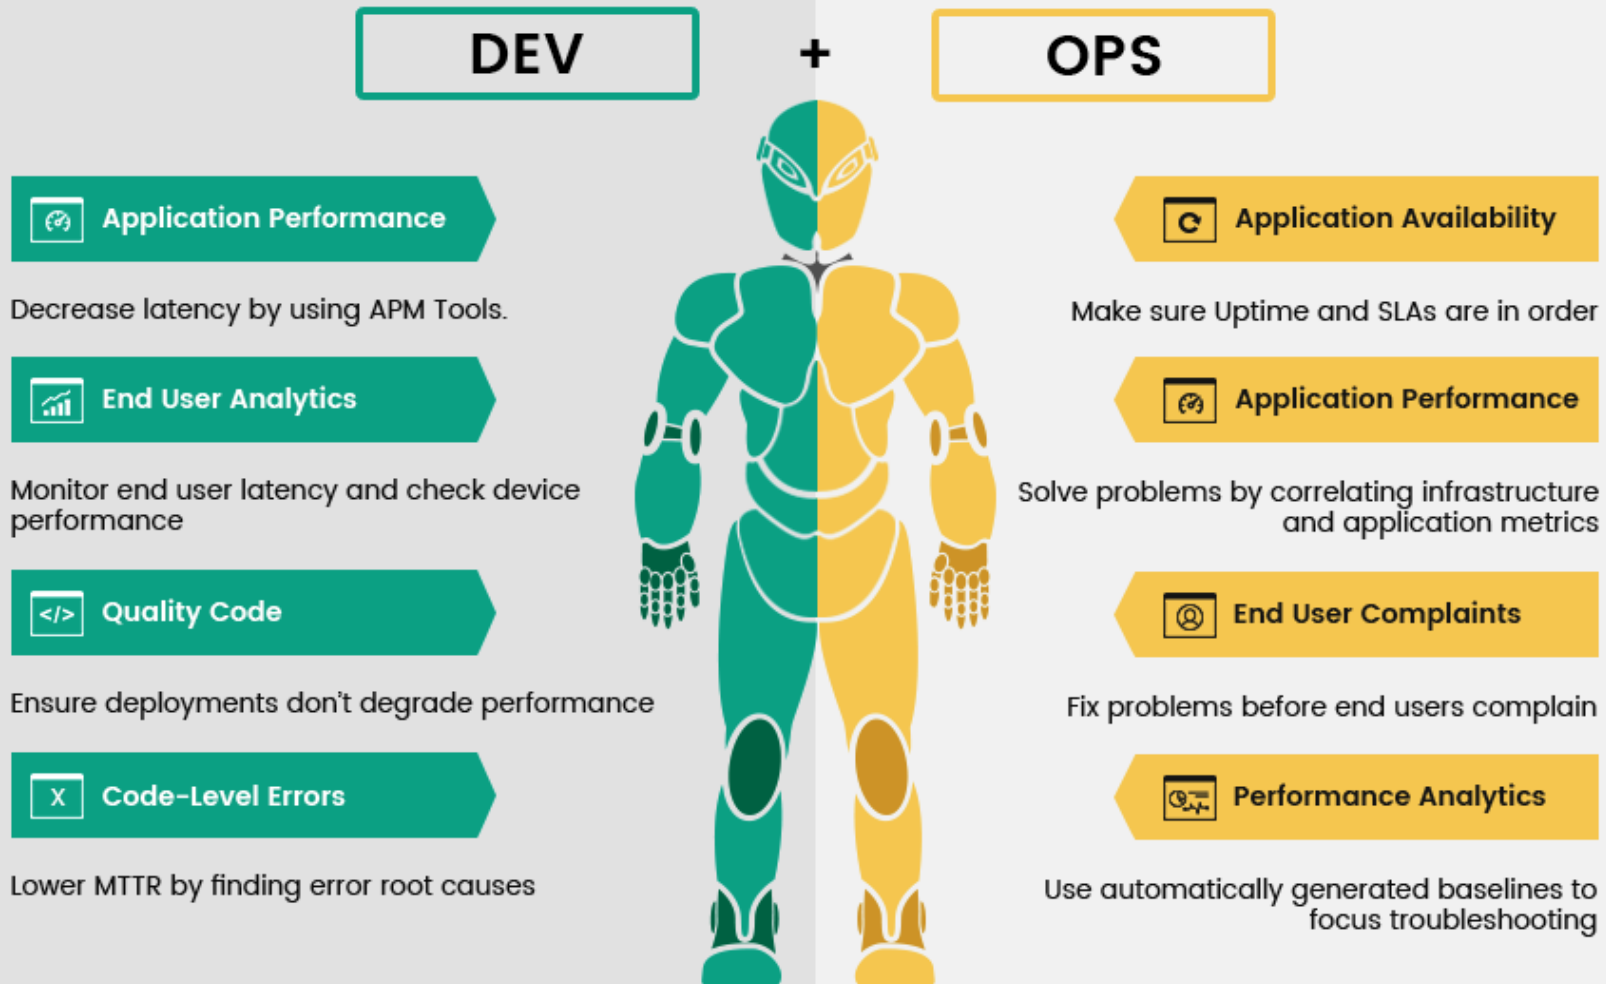 DEV + OPS
Application Performance
Decrease latency by using APM Tools.
End User Analytics
Monitor end user latency and check device
performance
</>
Quality Code
Ensure deployments don't degrade performance
X
Code-Level Errors
Lower MTTR by finding error root causes
Application Availability
Make sure Uptime and SLAs are in order
Application Performance
Solve problems by correlating infrastructure
and application metrics
End User Complaints
Fix problems before end users complain
Performance Analytics
Use automatically generated baselines to
focus troubleshooting